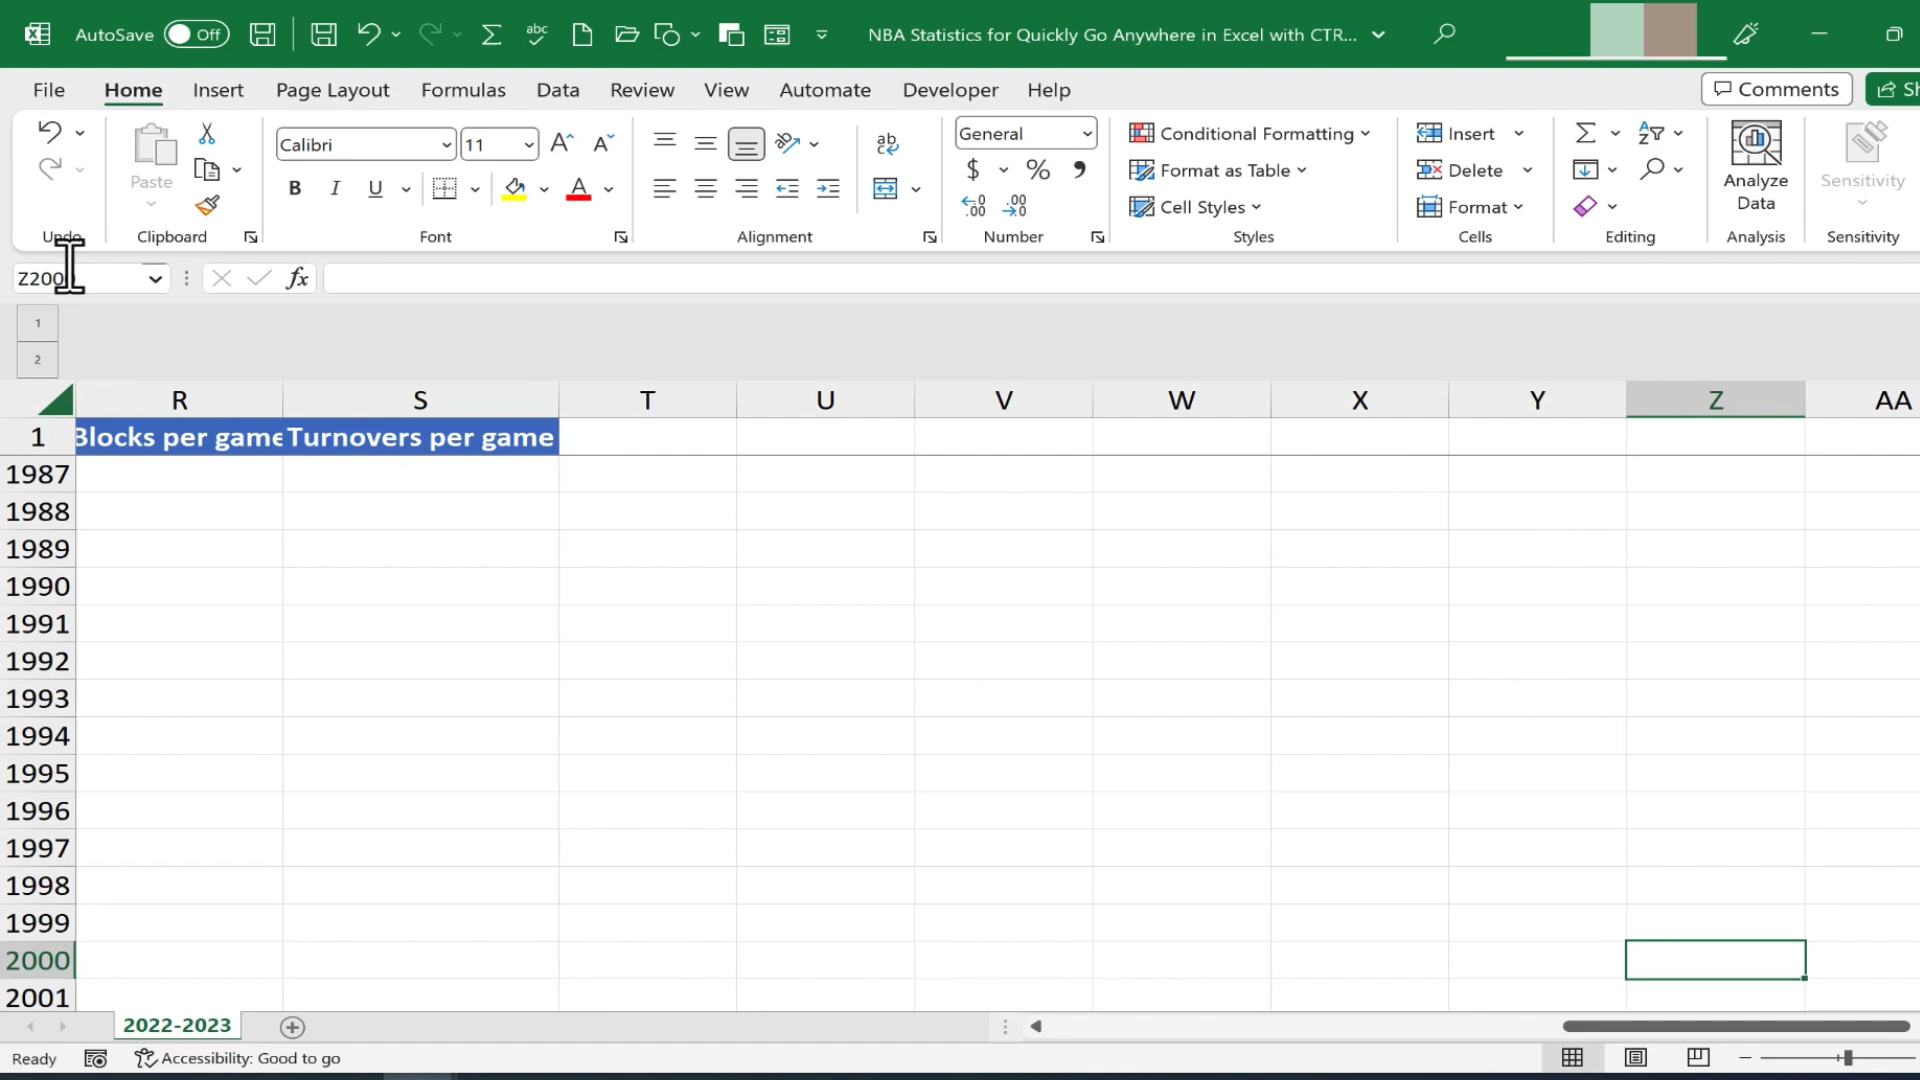 AutoSave Off NBA Statistics for Quickly Go Anywhere in Excel with CTR...
File Home Insert Page Layout Formulas Data Review View Automate Developer Help Comments
Calibri 11 General Conditional Formatting Insert
Paste B I U $ % Format as Table Delete Analyze Data Sensitivity
Cell Styles Format
Undo Clipboard Font Alignment Number Styles Cells Editing Analysis Sensitivity
fx
1
2
R S T U V W X Y Z AA
1 Blocks per game Turnovers per game
1987
1988
1989
1990
1991
1992
1993
1994
1995
1996
1997
1998
1999
2000
2001
2022-2023
Ready Accessibility: Good to go